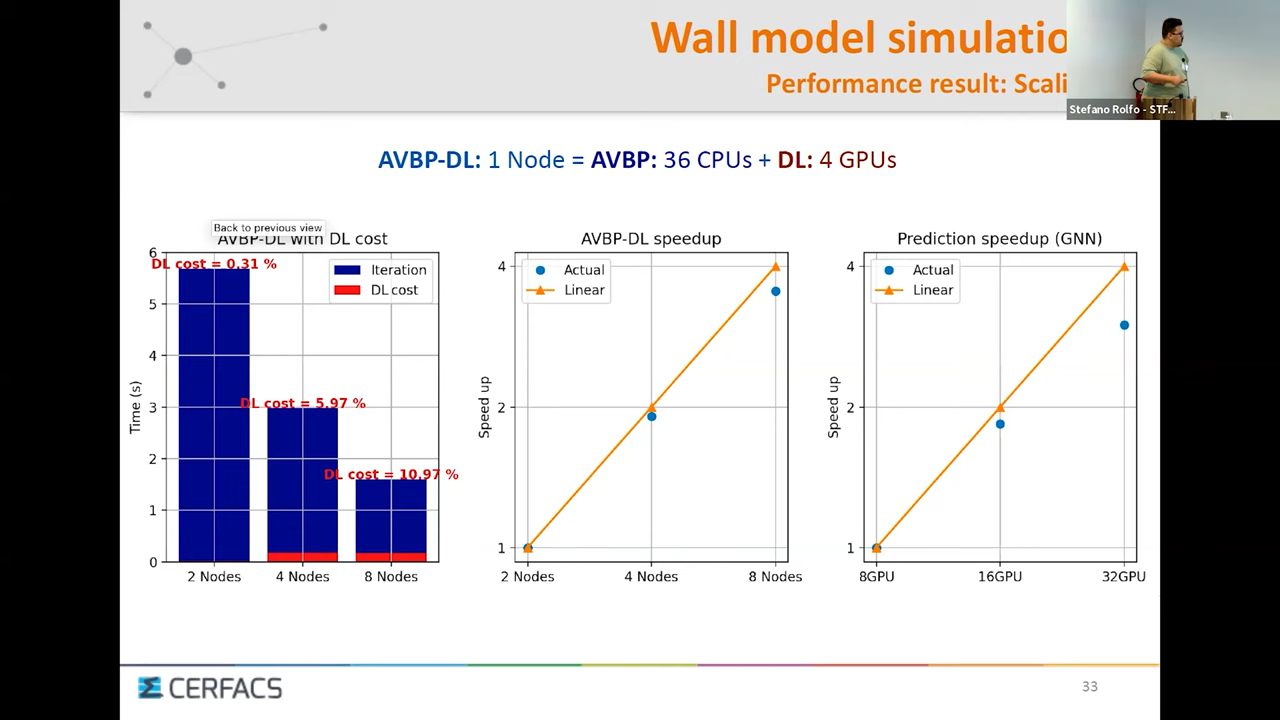 Wall model simulatio
Performance result: Scali
Stefano Rolfo - STF...
AVBP-DL: 1 Node = AVBP: 36 CPUs + DL: 4 GPUs
Back to previous view
AVBP-DL with DL cost
DL cost = 0.31 %
DL cost = 5.97 %
DL cost = 10.97 %
Iteration
DL cost
Time (s)
6
5
4
3
2
1
0
2 Nodes
4 Nodes
8 Nodes
AVBP-DL speedup
Actual
Linear
Speed up
4
2
1
2 Nodes
4 Nodes
8 Nodes
Prediction speedup (GNN)
Actual
Linear
Speed up
4
2
1
8GPU
16GPU
32GPU
CERFACS
33